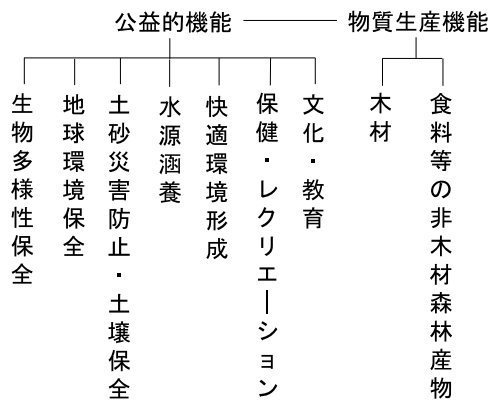 公益的機能
物質生産機能
生物多様性保全
地球環境保全
土砂災害防止・土壌保全
水源涵養
快適環境形成
保健・レクリエーション
文化・教育
木材
食料等の非木材森林産物